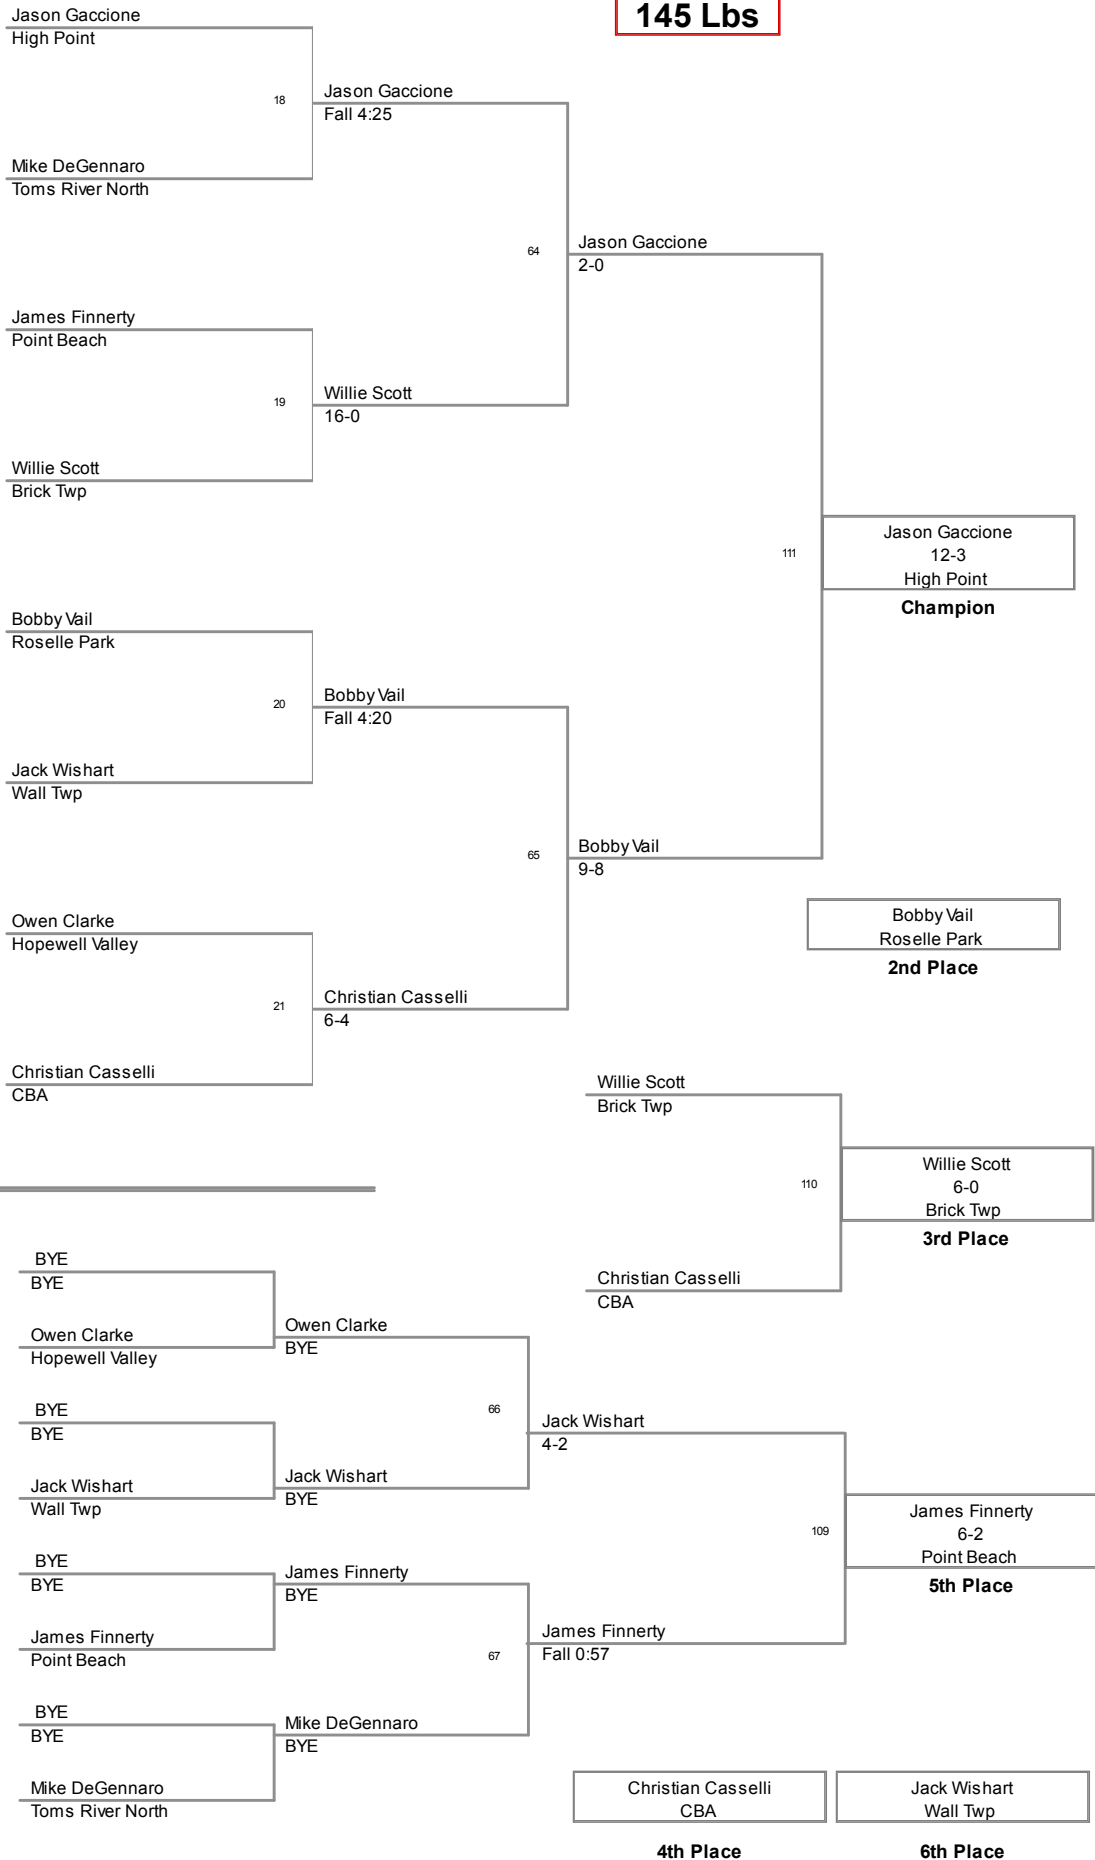 145 Lbs
Jason Gaccione
High Point
18
Jason Gaccione
Fall 4:25
Mike DeGennaro
Toms River North
64
Jason Gaccione
2-0
James Finnerty
Point Beach
19
Willie Scott
16-0
Willie Scott
Brick Twp
111
Jason Gaccione
12-3
High Point
Champion
Bobby Vail
Roselle Park
20
Bobby Vail
Fall 4:20
Jack Wishart
Wall Twp
65
Bobby Vail
9-8
Owen Clarke
Hopewell Valley
Bobby Vail
Roselle Park
2nd Place
21
Christian Casselli
6-4
Christian Casselli
CBA
Willie Scott
Brick Twp
110
Willie Scott
6-0
Brick Twp
3rd Place
Christian Casselli
CBA
BYE
BYE
Owen Clarke
Hopewell Valley
Owen Clarke
BYE
BYE
BYE
66
Jack Wishart
4-2
Jack Wishart
Wall Twp
Jack Wishart
BYE
109
James Finnerty
6-2
Point Beach
5th Place
BYE
BYE
James Finnerty
BYE
James Finnerty
Point Beach
67
James Finnerty
Fall 0:57
BYE
BYE
Mike DeGennaro
BYE
Mike DeGennaro
Toms River North
Christian Casselli
CBA
4th Place
Jack Wishart
Wall Twp
6th Place